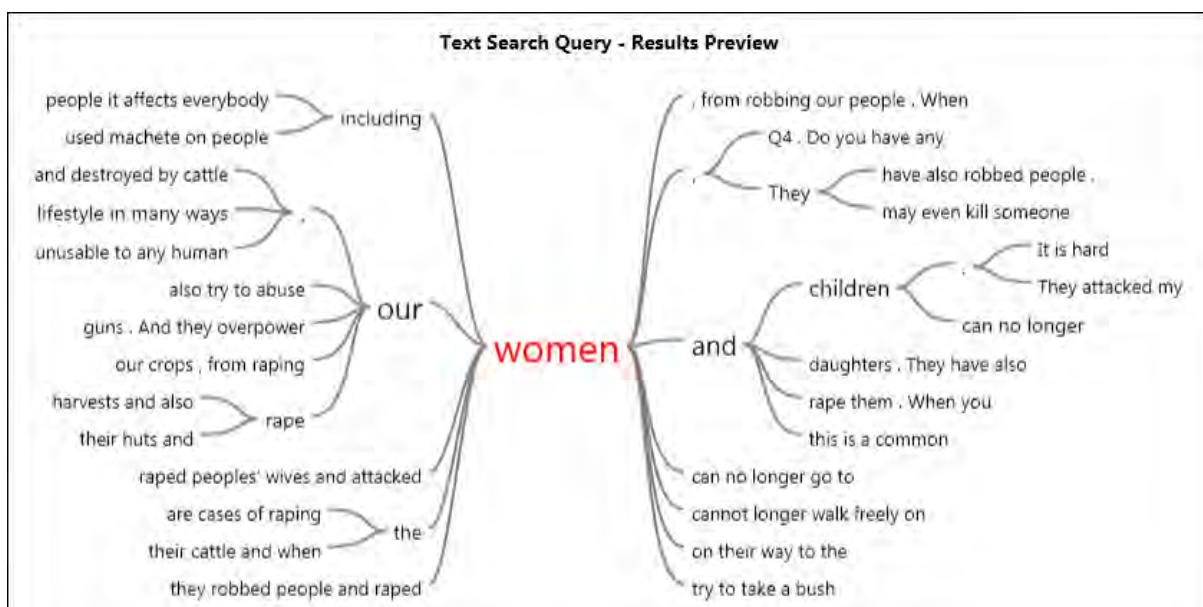 Text Search Query - Results Preview
people it affects everybody
used machete on people
including
and destroyed by cattle
lifestyle in many ways
unusable to any human
,
also try to abuse
guns . And they overpower
our crops , from raping
harvests and also
their huts and
rape
our
raped peoples' wives and attacked
are cases of raping
their cattle and when
the
they robbed people and raped
women
, from robbing our people . When
.
Q4 . Do you have any
They
have also robbed people .
may even kill someone
and
children
.
It is hard
They attacked my
can no longer
daughters . They have also
rape them . When you
this is a common
can no longer go to
cannot longer walk freely on
on their way to the
try to take a bush